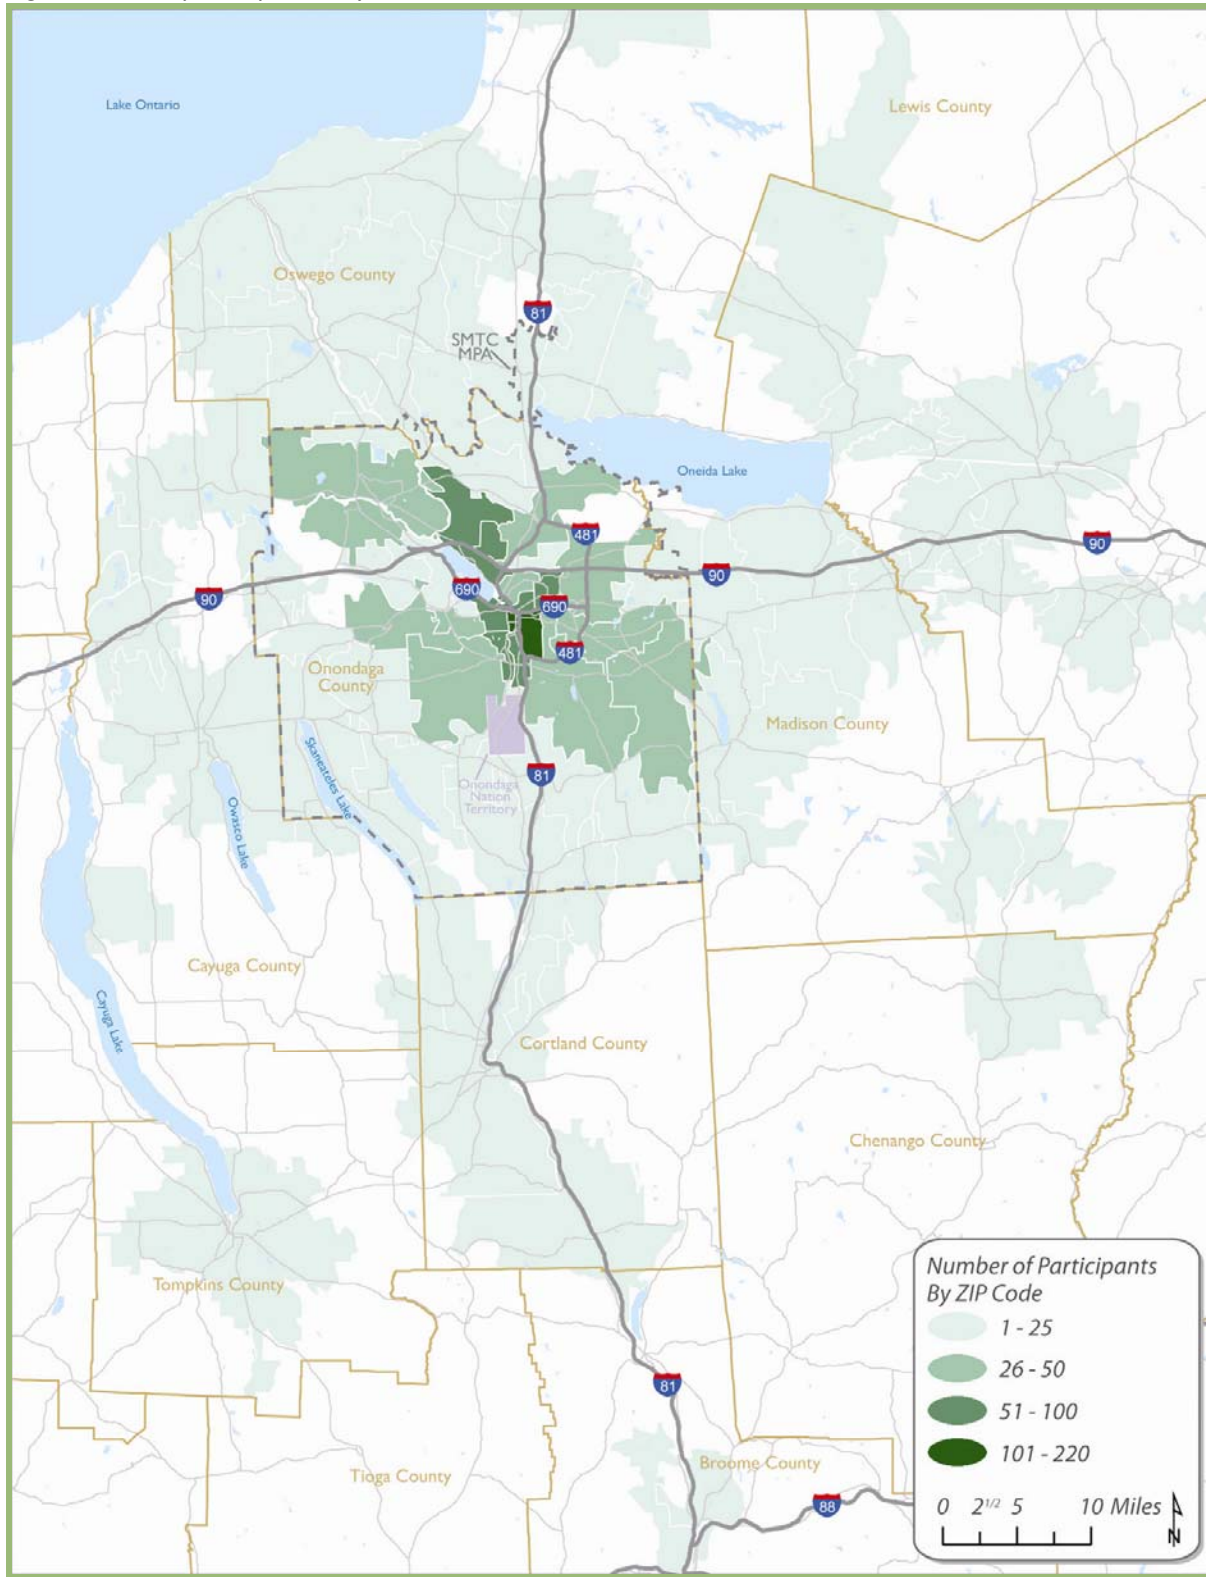 Lake Ontario
Lewis County
Oswego County
81
SMTC
MPA
Oneida Lake
481
90
90
90
690
690
481
Onondaga
County
Madison County
Skaneateles Lake
81
Onondaga
Nation
Territory
Owasco Lake
Cayuga County
Cayuga Lake
Cortland County
Chenango County
Tompkins County
Number of Participants
By ZIP Code
1 - 25
26 - 50
51 - 100
101 - 220
81
Tioga County
Broome County
88
0 2 1/2 5 10 Miles
N